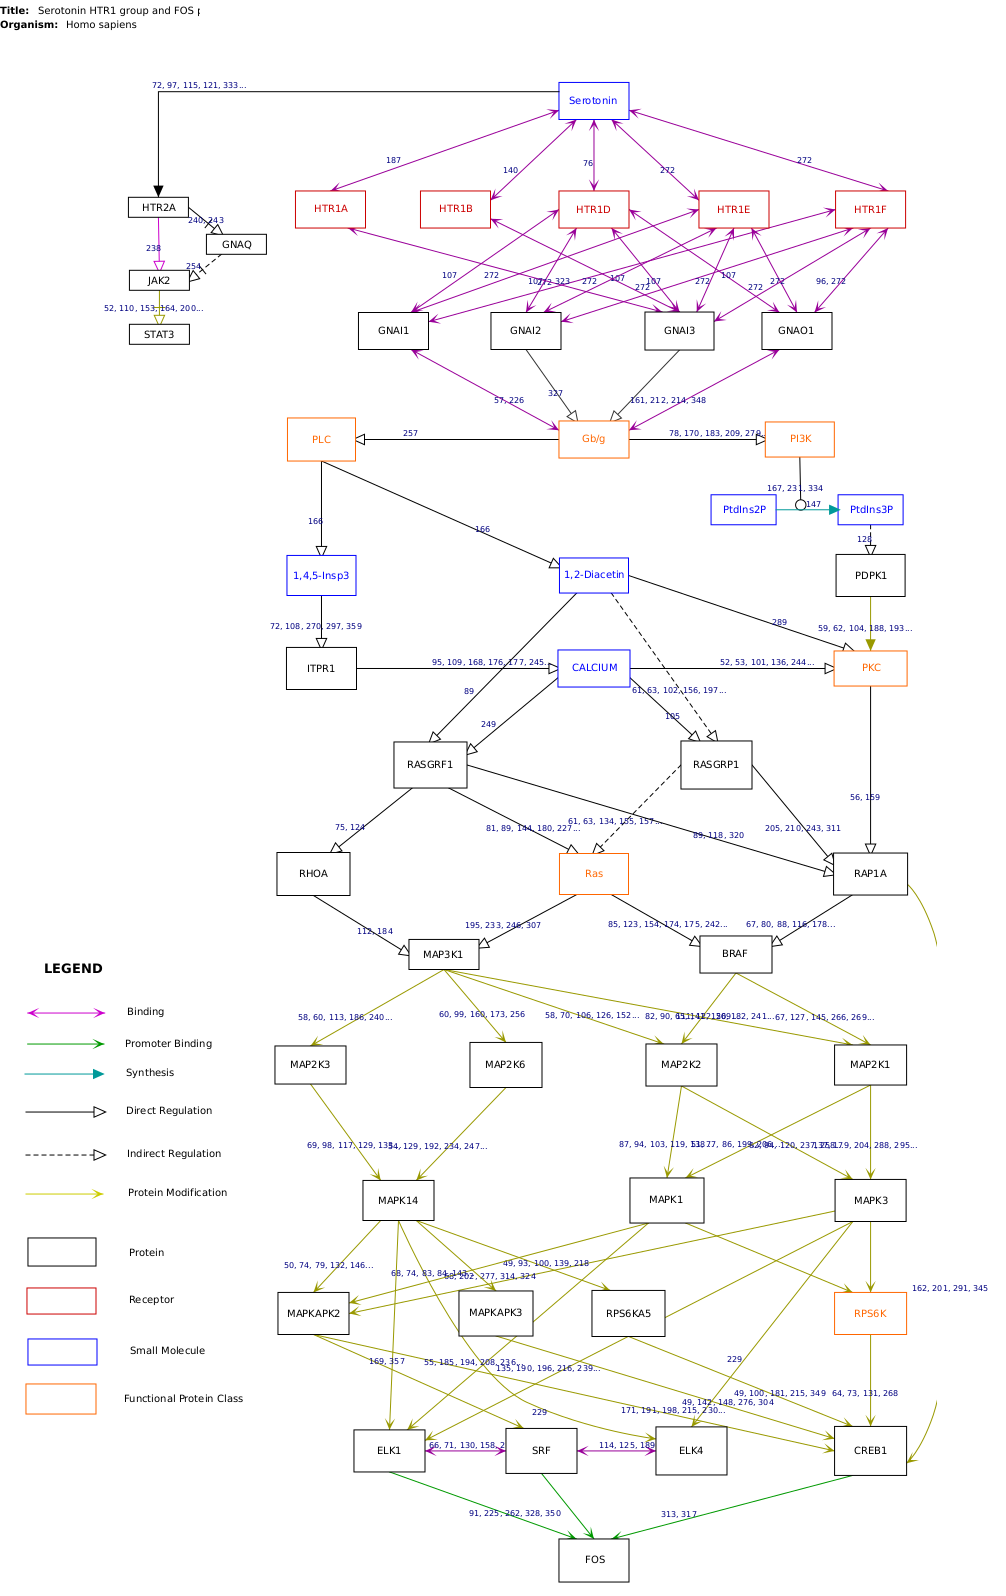 Title: Serotonin HTR1 group and FOS
Organism: Homo sapiens
72, 97, 115, 121, 333...
Serotonin
187
140
76
272
272
HTR2A
HTR1A
HTR1B
HTR1D
HTR1E
HTR1F
240, 243
GNAQ
238
254
JAK2
107
272
272, 323
272
107
272
107
272
107
272
272
96, 272
52, 110, 153, 164, 200...
STAT3
GNAI1
GNAI2
GNAI3
GNAO1
57, 226
327
161, 212, 214, 348
PLC
257
Gb/g
78, 170, 183, 209, 279...
PI3K
167, 231, 334
PtdIns2P
147
PtdIns3P
166
166
128
1,4,5-Insp3
1,2-Diacetin
PDPK1
72, 108, 270, 297, 359
289
59, 62, 104, 188, 193...
ITPR1
95, 109, 168, 176, 177, 245...
CALCIUM
52, 53, 101, 136, 244...
PKC
89
61, 63, 102, 156, 197...
249
105
RASGRF1
RASGRP1
56, 159
75, 124
81, 89, 144, 180, 227...
61, 63, 134, 155, 157...
89, 118, 320
205, 210, 243, 311
RHOA
Ras
RAP1A
112, 184
195, 233, 246, 307
85, 123, 154, 174, 175, 242...
67, 80, 88, 116, 178...
MAP3K1
BRAF
LEGEND
Binding
58, 60, 113, 186, 240...
60, 99, 160, 173, 256
58, 70, 106, 126, 152...
82, 90,
182, 241...
67, 127, 145, 266, 269...
Promoter Binding
MAP2K3
MAP2K6
MAP2K2
MAP2K1
Synthesis
Direct Regulation
Indirect Regulation
69, 98, 117, 129, 135...
54, 129, 192, 234, 247...
87, 94, 103, 119, 133...
77, 86, 199, 206...
84, 120, 237, 258...
179, 204, 288, 295...
Protein Modification
MAPK14
MAPK1
MAPK3
Protein
50, 74, 79, 132, 146...
68, 74, 83, 84, 143...
68, 202, 277, 314, 324
49, 93, 100, 139, 218
162, 201, 291, 345
Receptor
MAPKAPK2
MAPKAPK3
RPS6KA5
RPS6K
Small Molecule
169, 357
55, 185, 194, 208, 236...
135, 190, 196, 216, 239...
229
Functional Protein Class
171, 191, 198, 215, 230...
49, 142, 148, 276, 304
49, 100, 181, 215, 349
64, 73, 131, 268
229
ELK1
66, 71, 130, 158, 2
SRF
114, 125, 189
ELK4
CREB1
91, 225, 262, 328, 350
313, 317
FOS